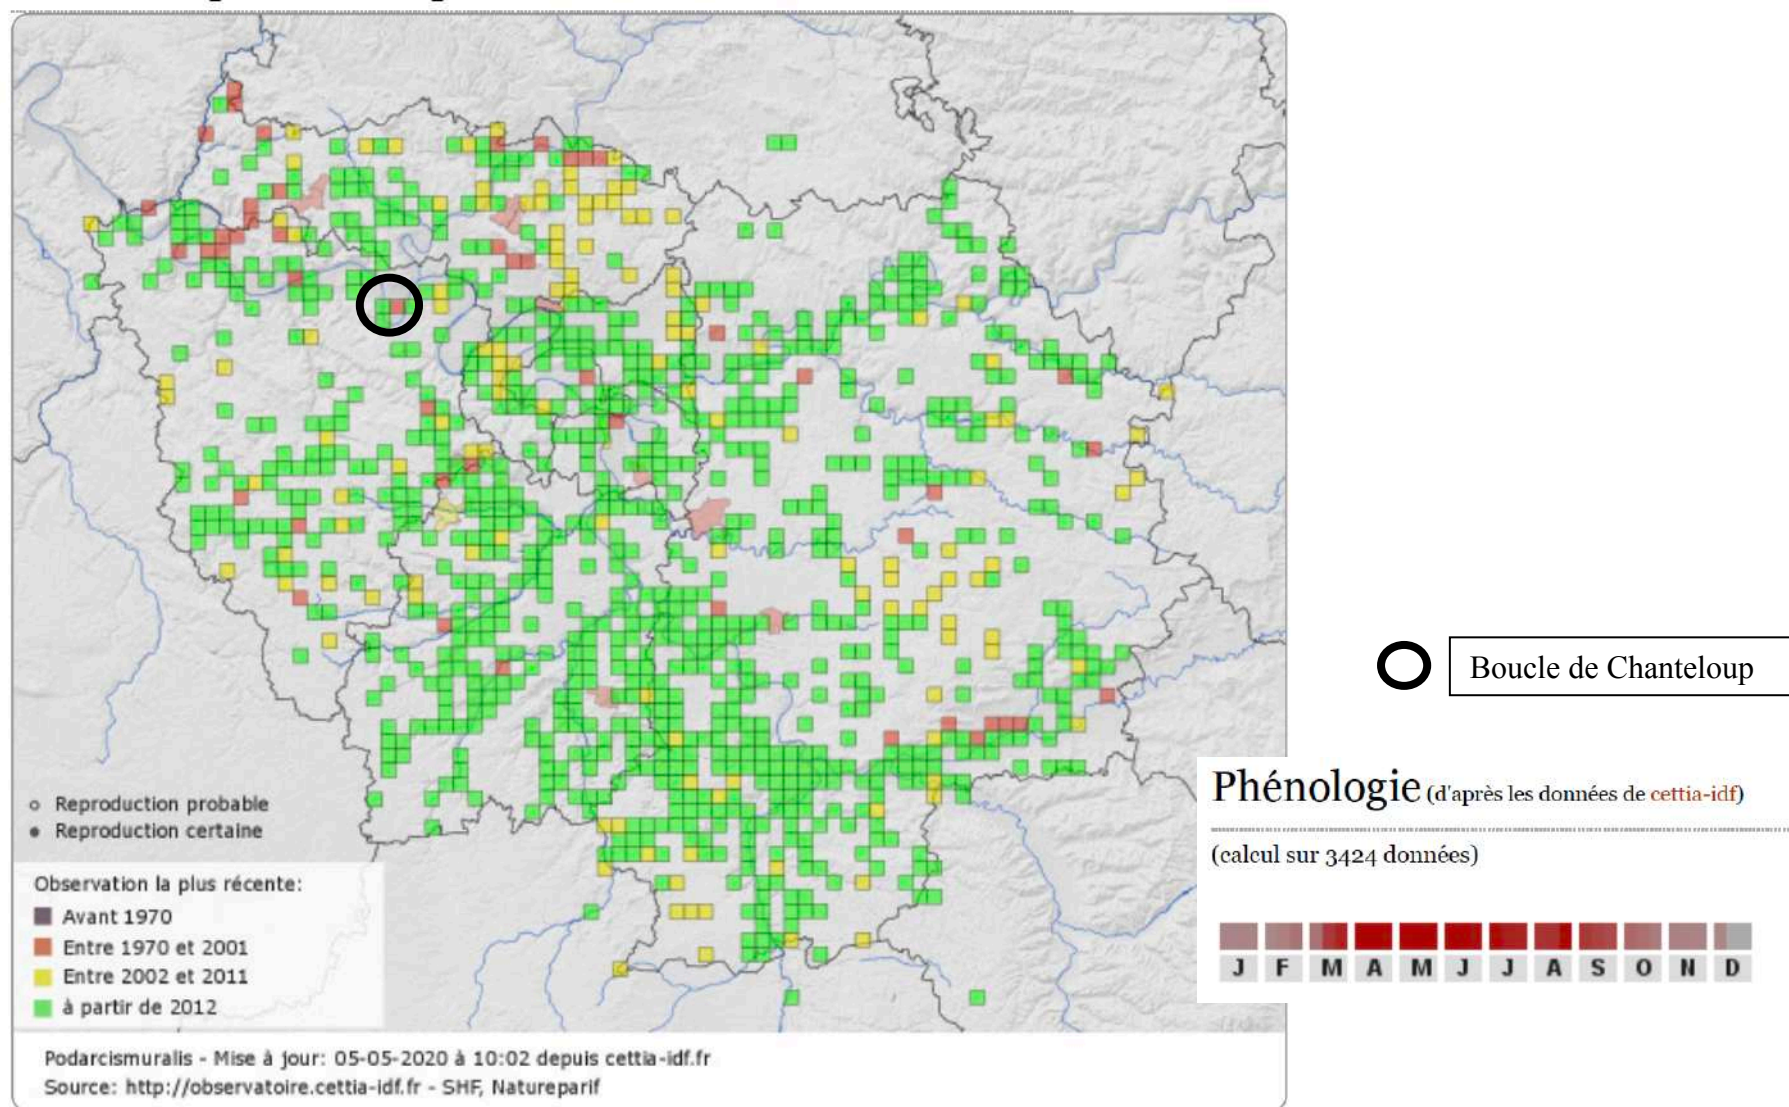 Boucle de Chanteloup
Reproduction probable
Reproduction certaine
Observation la plus récente:
Avant 1970
Entre 1970 et 2001
Entre 2002 et 2011
à partir de 2012
Podarcismuralis - Mise à jour: 05-05-2020 à 10:02 depuis cettia-idf.fr
Source: http://observatoire.cettia-idf.fr - SHF, Natureparif
Phénologie (d'après les données de cettia-idf)
(calcul sur 3424 données)
J F M A M J J A S O N D